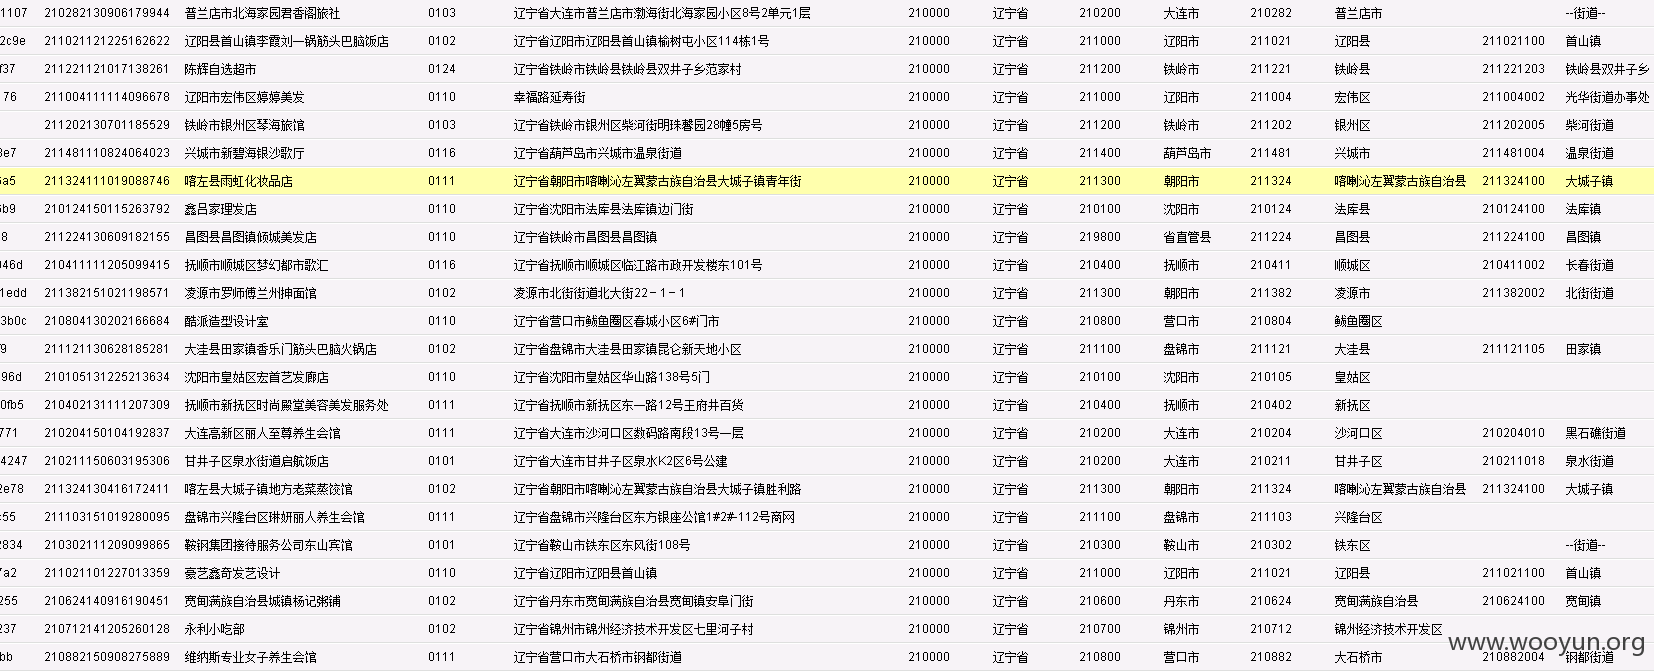 1107 210282130906179944 普兰店市北海家园君香阁旅社 0103 辽宁省大连市普兰店市渤海街北海家园小区8号2单元1层 210000 辽宁省 210200 大连市 210282 普兰店市 --街道--
2c9e 211021121225162622 辽阳县首山镇李霞刘一锅筋头巴脑饭店 0102 辽宁省辽阳市辽阳县首山镇榆树屯小区114栋1号 210000 辽宁省 211000 辽阳市 211021 辽阳县 211021100 首山镇
f37 211221121017138261 陈辉自选超市 0124 辽宁省铁岭市铁岭县铁岭县双井子乡范家村 210000 辽宁省 211200 铁岭市 211221 铁岭县 211221203 铁岭县双井子乡
176 211004111114096678 辽阳市宏伟区婷婷美发 0110 幸福路延寿街 210000 辽宁省 211000 辽阳市 211004 宏伟区 211004002 光华街道办事处
211202130701185529 铁岭市银州区琴海旅馆 0103 辽宁省铁岭市银州区柴河街明珠馨园28幢5房号 210000 辽宁省 211200 铁岭市 211202 银州区 211202005 柴河街道
3e7 211481110824064023 兴城市新碧海银沙歌厅 0116 辽宁省葫芦岛市兴城市温泉街道 210000 辽宁省 211400 葫芦岛市 211481 兴城市 211481004 温泉街道
6a5 211324111019088746 喀左县雨虹化妆品店 0111 辽宁省朝阳市喀喇沁左翼蒙古族自治县大城子镇青年街 210000 辽宁省 211300 朝阳市 211324 喀喇沁左翼蒙古族自治县 211324100 大城子镇
6b9 210124150115263792 鑫吕家理发店 0110 辽宁省沈阳市法库县法库镇边门街 210000 辽宁省 210100 沈阳市 210124 法库县 210124100 法库镇
8 211224130609182155 昌图县昌图镇倾城美发店 0110 辽宁省铁岭市昌图县昌图镇 210000 辽宁省 219800 省直管县 211224 昌图县 211224100 昌图镇
046d 210411111205099415 抚顺市顺城区梦幻都市歌汇 0116 辽宁省抚顺市顺城区临江路市政开发楼东101号 210000 辽宁省 210400 抚顺市 210411 顺城区 210411002 长春街道
1edd 211382151021198571 凌源市罗师傅兰州抻面馆 0102 凌源市北街街道北大街22－1－1 210000 辽宁省 211300 朝阳市 211382 凌源市 211382002 北街街道
3b0c 210804130202166684 酷派造型设计室 0110 辽宁省营口市鲅鱼圈区春城小区6#门市 210000 辽宁省 210800 营口市 210804 鲅鱼圈区
f9 211121130628185281 大洼县田家镇香乐门筋头巴脑火锅店 0102 辽宁省盘锦市大洼县田家镇昆仑新天地小区 210000 辽宁省 211100 盘锦市 211121 大洼县 211121105 田家镇
96d 210105131225213634 沈阳市皇姑区宏首艺发廊店 0110 辽宁省沈阳市皇姑区华山路138号5门 210000 辽宁省 210100 沈阳市 210105 皇姑区
0fb5 210402131111207309 抚顺市新抚区时尚殿堂美容美发服务处 0111 辽宁省抚顺市新抚区东一路12号王府井百货 210000 辽宁省 210400 抚顺市 210402 新抚区
771 210204150104192837 大连高新区丽人至尊养生会馆 0111 辽宁省大连市沙河口区数码路南段13号一层 210000 辽宁省 210200 大连市 210204 沙河口区 210204010 黑石礁街道
4247 210211150603195306 甘井子区泉水街道启航饭店 0101 辽宁省大连市甘井子区泉水K2区6号公建 210000 辽宁省 210200 大连市 210211 甘井子区 210211018 泉水街道
2e78 211324130416172411 喀左县大城子镇地方老菜蒸饺馆 0102 辽宁省朝阳市喀喇沁左翼蒙古族自治县大城子镇胜利路 210000 辽宁省 211300 朝阳市 211324 喀喇沁左翼蒙古族自治县 211324100 大城子镇
c55 211103151019280095 盘锦市兴隆台区琳妍丽人养生会馆 0111 辽宁省盘锦市兴隆台区东方银座公馆1#2#-112号商网 210000 辽宁省 211100 盘锦市 211103 兴隆台区
2834 210302111209099865 鞍钢集团接待服务公司东山宾馆 0101 辽宁省鞍山市铁东区东风街108号 210000 辽宁省 210300 鞍山市 210302 铁东区 --街道--
7a2 211021101227013359 豪艺鑫奇发艺设计 0110 辽宁省辽阳市辽阳县首山镇 210000 辽宁省 211000 辽阳市 211021 辽阳县 211021100 首山镇
255 210624140916190451 宽甸满族自治县城镇杨记粥铺 0102 辽宁省丹东市宽甸满族自治县宽甸镇安阜门街 210000 辽宁省 210600 丹东市 210624 宽甸满族自治县 210624100 宽甸镇
237 210712141205260128 永利小吃部 0102 辽宁省锦州市锦州经济技术开发区七里河子村 210000 辽宁省 210700 锦州市 210712 锦州经济技术开发区
bb 210882150908275889 维纳斯专业女子养生会馆 0111 辽宁省营口市大石桥市钢都街道 210000 辽宁省 210800 营口市 210882 大石桥市 210882004 钢都街道
www.wooyun.org